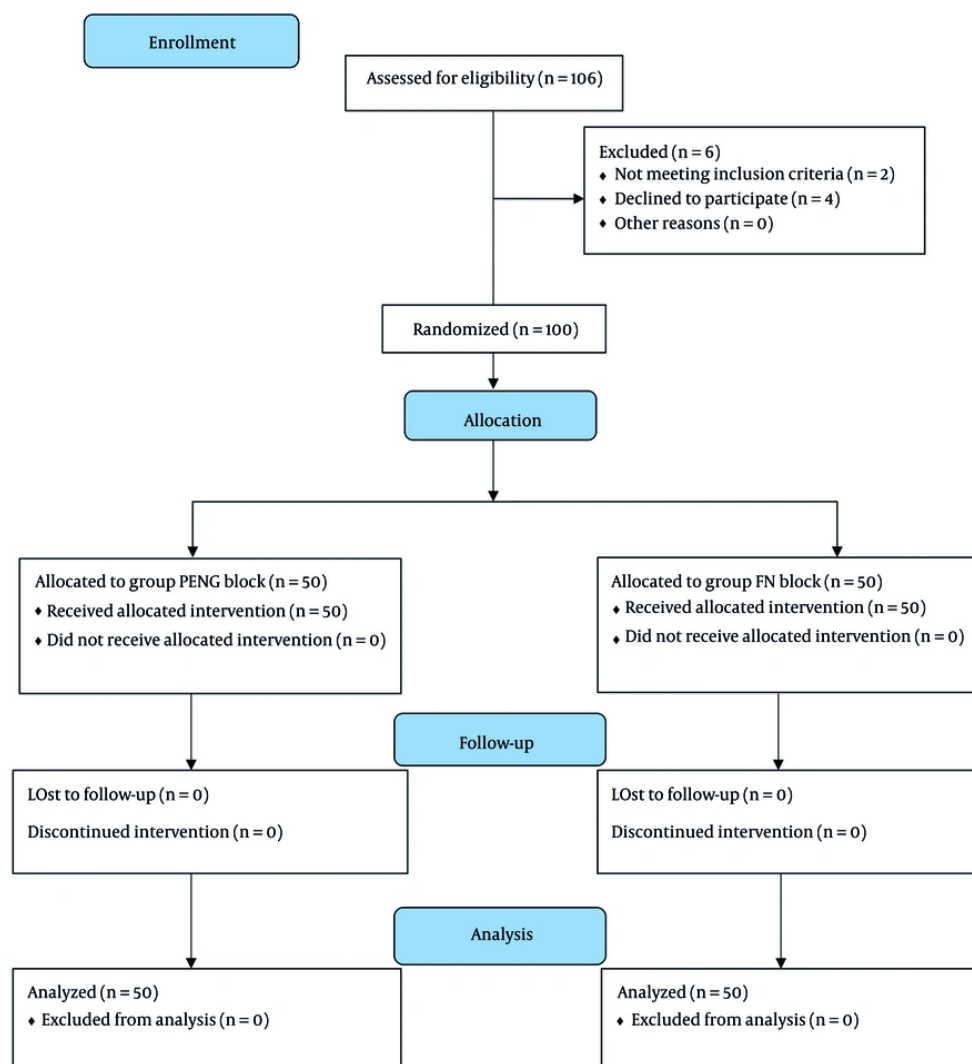 Enrollment
Assessed for eligibility (n = 106)
Excluded (n = 6)
♦ Not meeting inclusion criteria (n = 2)
♦ Declined to participate (n = 4)
♦ Other reasons (n = 0)
Randomized (n = 100)
Allocation
Allocated to group PENG block (n = 50)
♦ Received allocated intervention (n = 50)
♦ Did not receive allocated intervention (n = 0)
Allocated to group FN block (n = 50)
♦ Received allocated intervention (n = 50)
♦ Did not receive allocated intervention (n = 0)
Follow-up
LOst to follow-up (n = 0)
Discontinued intervention (n = 0)
LOst to follow-up (n = 0)
Discontinued intervention (n = 0)
Analysis
Analyzed (n = 50)
♦ Excluded from analysis (n = 0)
Analyzed (n = 50)
♦ Excluded from analysis (n = 0)